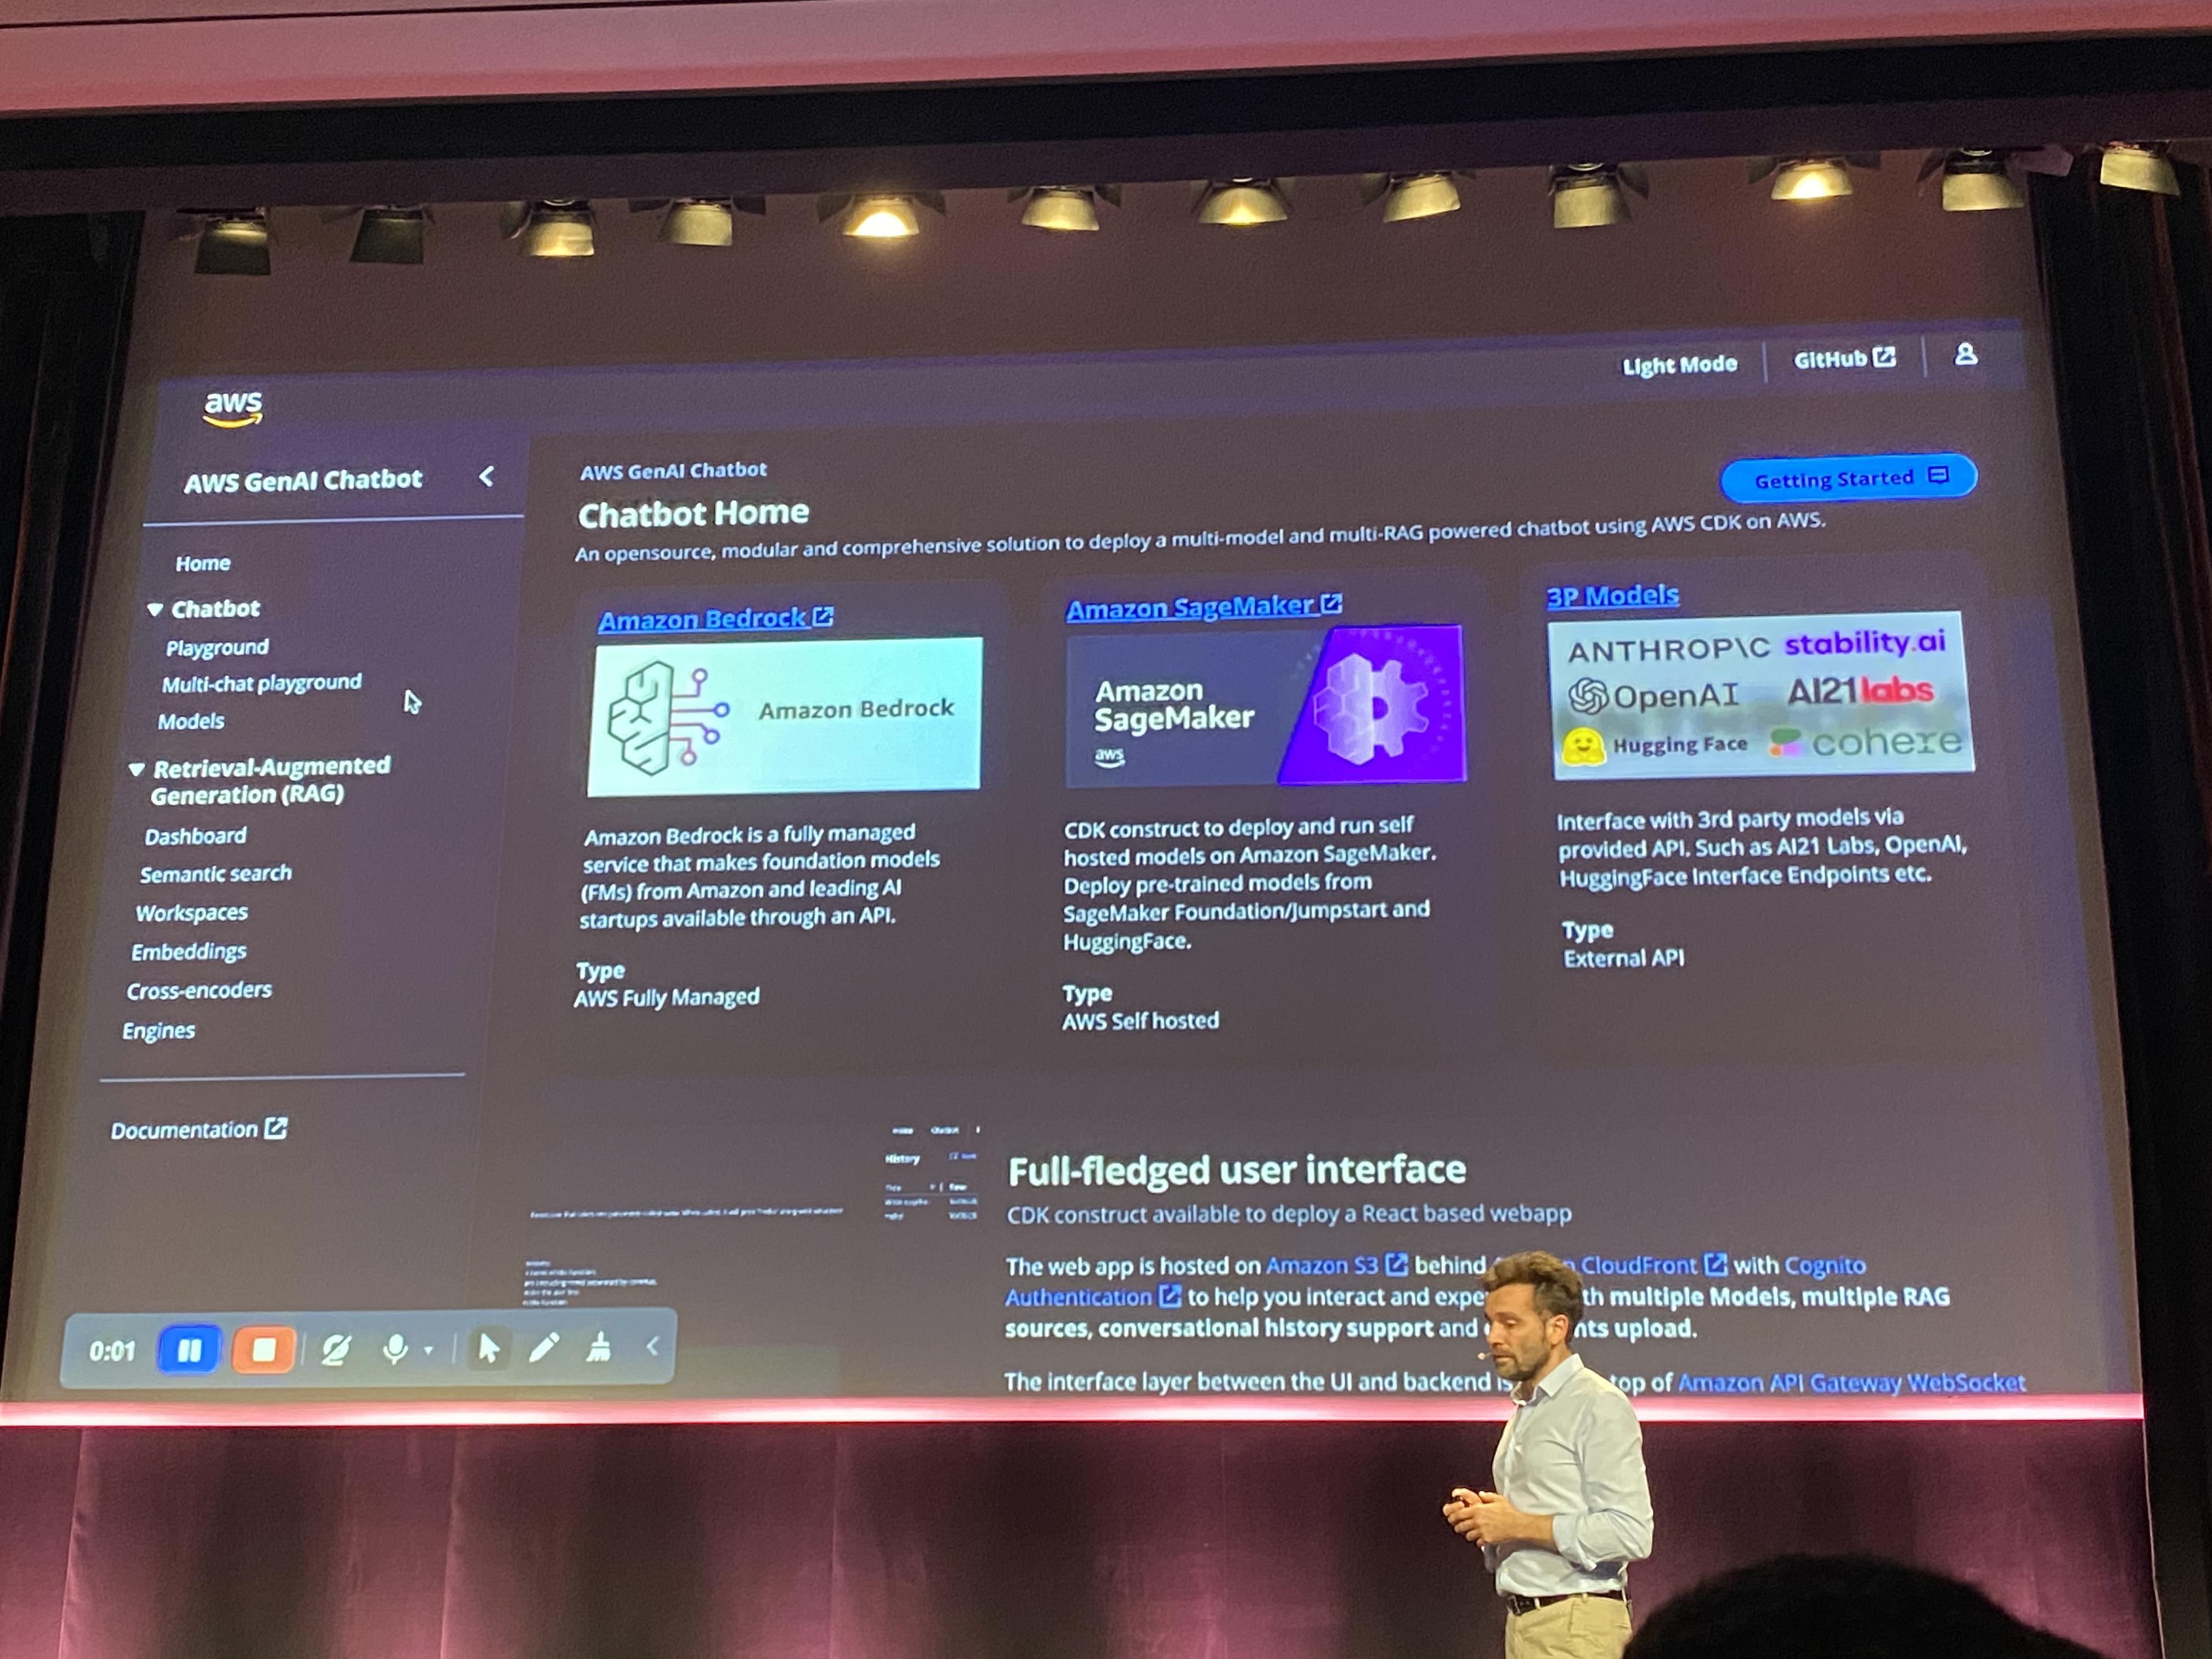 Light Mode
GitHub
aws
AWS GenAI Chatbot
Home
Chatbot
Playground
Multi-chat playground
Models
Retrieval-Augmented
Generation (RAG)
Dashboard
Semantic search
Workspaces
Embeddings
Cross-encoders
Engines
Documentation
AWS GenAI Chatbot
Chatbot Home
Getting Started
An opensource, modular and comprehensive solution to deploy a multi-model and multi-RAG powered chatbot using AWS CDK on AWS.
Amazon Bedrock
Amazon Bedrock
Amazon Bedrock is a fully managed
service that makes foundation models
(FMs) from Amazon and leading AI
startups available through an API.
Type
AWS Fully Managed
Amazon SageMaker
Amazon
SageMaker
aws
CDK construct to deploy and run self
hosted models on Amazon SageMaker.
Deploy pre-trained models from
SageMaker Foundation/Jumpstart and
HuggingFace.
Type
AWS Self hosted
3P Models
ANTHROP\C stability.ai
OpenAI AI21labs
Hugging Face cohere
Interface with 3rd party models via
provided API. Such as AI21 Labs, OpenAI,
HuggingFace Interface Endpoints etc.
Type
External API
History
Full-fledged user interface
CDK construct available to deploy a React based webapp
The web app is hosted on Amazon S3 behind CloudFront with Cognito
Authentication to help you interact and multiple Models, multiple RAG
sources, conversational history support and upload.
The interface layer between the UI and backend top of Amazon API Gateway WebSocket
0:01